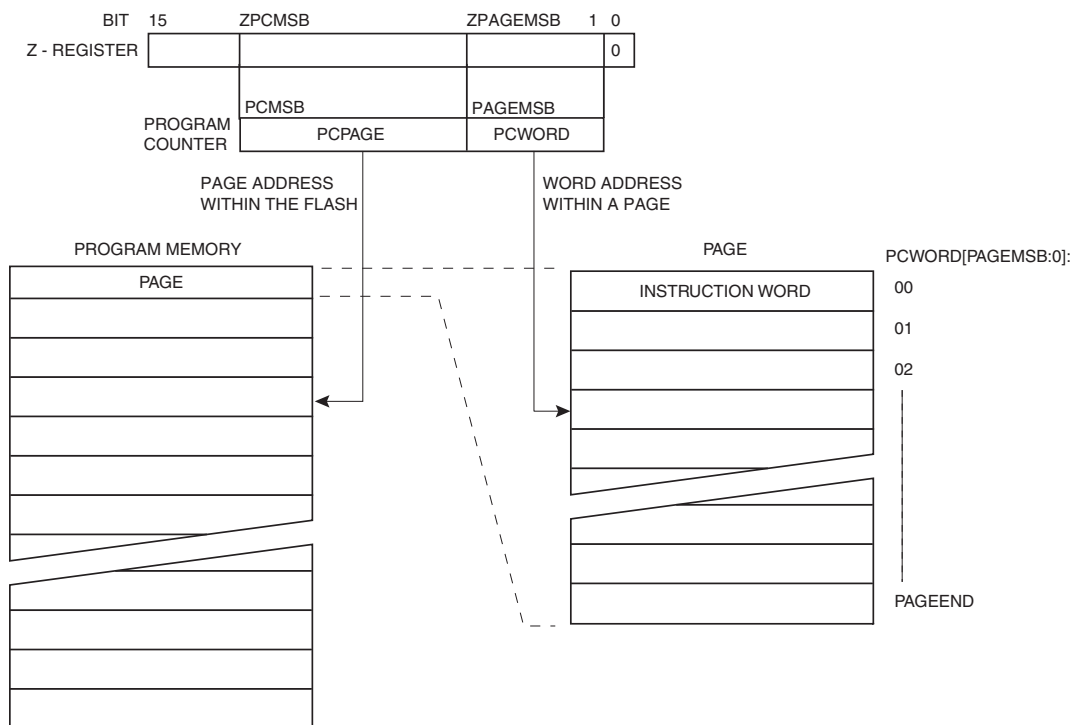 BIT 15 ZPCMSB ZPAGEMSB 1 0
Z - REGISTER 0
PCMSB PAGEMSB
PROGRAM COUNTER
PCPAGE PCWORD
PAGE ADDRESS
WITHIN THE FLASH
WORD ADDRESS
WITHIN A PAGE
PROGRAM MEMORY
PAGE
PAGE
INSTRUCTION WORD
PCWORD[PAGEMSB:0]:
00
01
02
PAGEEND